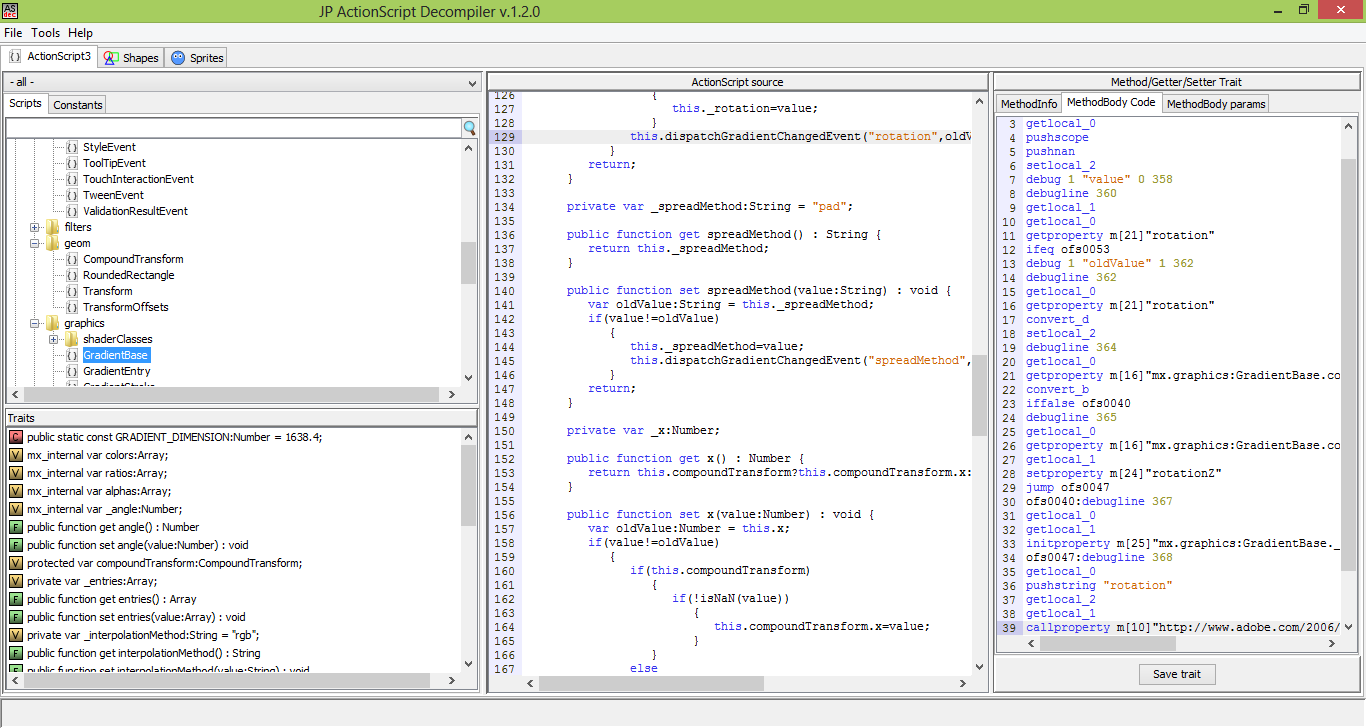 AS
dec
JP ActionScript Decompiler v.1.2.0
File Tools Help
ActionScript3 Shapes Sprites
- all -
Scripts Constants
StyleEvent
ToolTipEvent
TouchInteractionEvent
TweenEvent
ValidationResultEvent
filters
geom
CompoundTransform
RoundedRectangle
Transform
TransformOffsets
graphics
shaderClasses
GradientBase
GradientEntry
GradientStroke
Traits
C public static const GRADIENT_DIMENSION:Number = 1638.4;
V mx_internal var colors:Array;
V mx_internal var ratios:Array;
V mx_internal var alphas:Array;
V mx_internal var _angle:Number;
F public function get angle() : Number
F public function set angle(value:Number) : void
V protected var compoundTransform:CompoundTransform;
V private var _entries:Array;
F public function get entries() : Array
F public function set entries(value:Array) : void
V private var _interpolationMethod:String = "rgb";
F public function get interpolationMethod() : String
F public function set interpolationMethod(value:String) : void
ActionScript source
126 {
127 this._rotation=value;
128 }
129 this.dispatchGradientChangedEvent("rotation",oldV
130 }
131 return;
132 }
133
134 private var _spreadMethod:String = "pad";
135
136 public function get spreadMethod() : String {
137 return this._spreadMethod;
138 }
139
140 public function set spreadMethod(value:String) : void {
141 var oldValue:String = this._spreadMethod;
142 if(value!=oldValue)
143 {
144 this._spreadMethod=value;
145 this.dispatchGradientChangedEvent("spreadMethod",
146 }
147 return;
148 }
149
150 private var _x:Number;
151
152 public function get x() : Number {
153 return this.compoundTransform?this.compoundTransform.x:
154 }
155
156 public function set x(value:Number) : void {
157 var oldValue:Number = this.x;
158 if(value!=oldValue)
159 {
160 if(this.compoundTransform)
161 {
162 if(!isNaN(value))
163 {
164 this.compoundTransform.x=value;
165 }
166 }
167 else
Method/Getter/Setter Trait
MethodInfo MethodBody Code MethodBody params
3 getlocal_0
4 pushscope
5 pushnan
6 setlocal_2
7 debug 1 "value" 0 358
8 debugline 360
9 getlocal_1
10 getlocal_0
11 getproperty m[21]"rotation"
12 ifeq ofs0053
13 debug 1 "oldValue" 1 362
14 debugline 362
15 getlocal_0
16 getproperty m[21]"rotation"
17 convert_d
18 setlocal_2
19 debugline 364
20 getlocal_0
21 getproperty m[16]"mx.graphics:GradientBase.co
22 convert_b
23 iffalse ofs0040
24 debugline 365
25 getlocal_0
26 getproperty m[16]"mx.graphics:GradientBase.co
27 getlocal_1
28 setproperty m[24]"rotationZ"
29 jump ofs0047
30 ofs0040:debugline 367
31 getlocal_0
32 getlocal_1
33 initproperty m[25]"mx.graphics:GradientBase._
34 ofs0047:debugline 368
35 getlocal_0
36 pushstring "rotation"
37 getlocal_2
38 getlocal_1
39 callproperty m[10]"http://www.adobe.com/2006/
Save trait